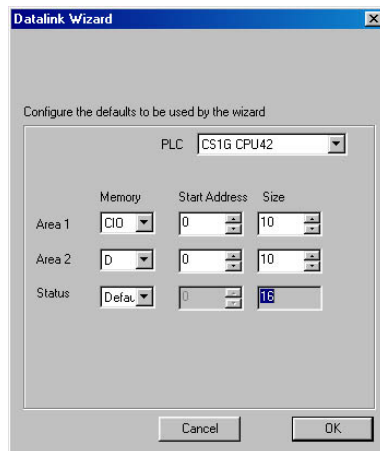 Datalink Wizard
Configure the defaults to be used by the wizard
PLC CS1G CPU42
Memory Start Address Size
Area 1 CIO 0 10
Area 2 D 0 10
Status Defau 0 16
Cancel OK